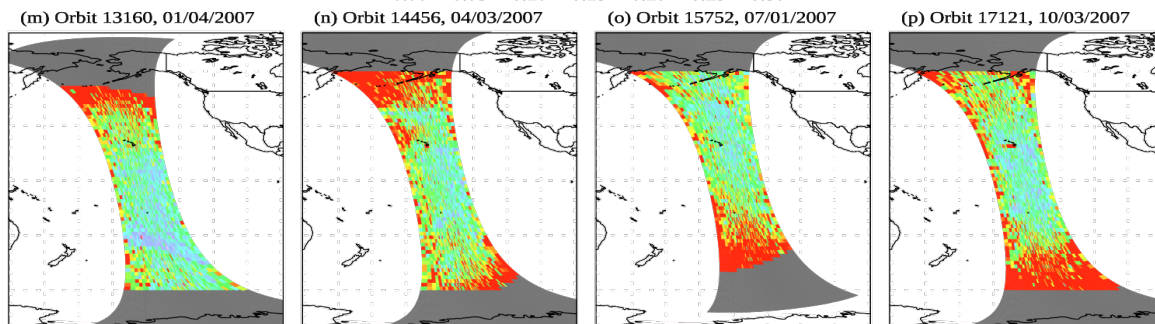 (m) Orbit 13160, 01/04/2007
(n) Orbit 14456, 04/03/2007
(o) Orbit 15752, 07/01/2007
(p) Orbit 17121, 10/03/2007